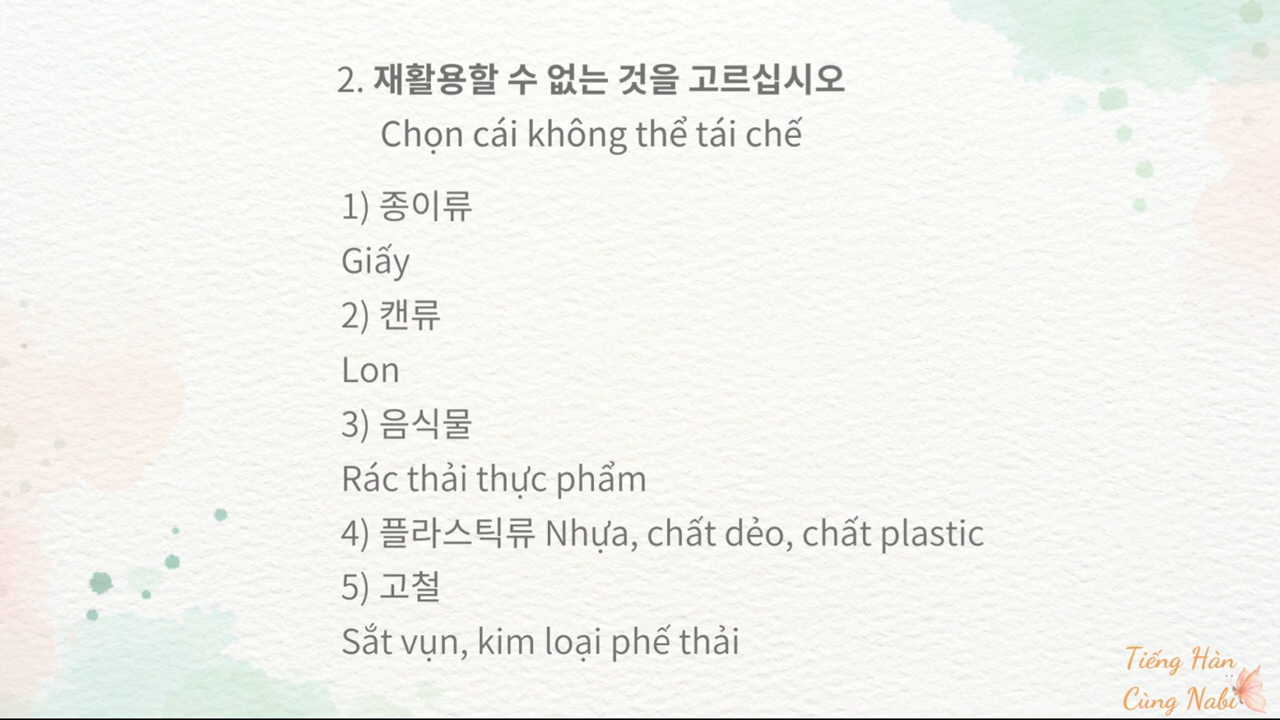 2. 재활용할 수 없는 것을 고르십시오
Chọn cái không thể tái chế
1) 종이류
Giấy
2) 캔류
Lon
3) 음식물
Rác thải thực phẩm
4) 플라스틱류 Nhựa, chất dẻo, chất plastic
5) 고철
Sắt vụn, kim loại phế thải
Tiếng Hàn
Cùng Nabi